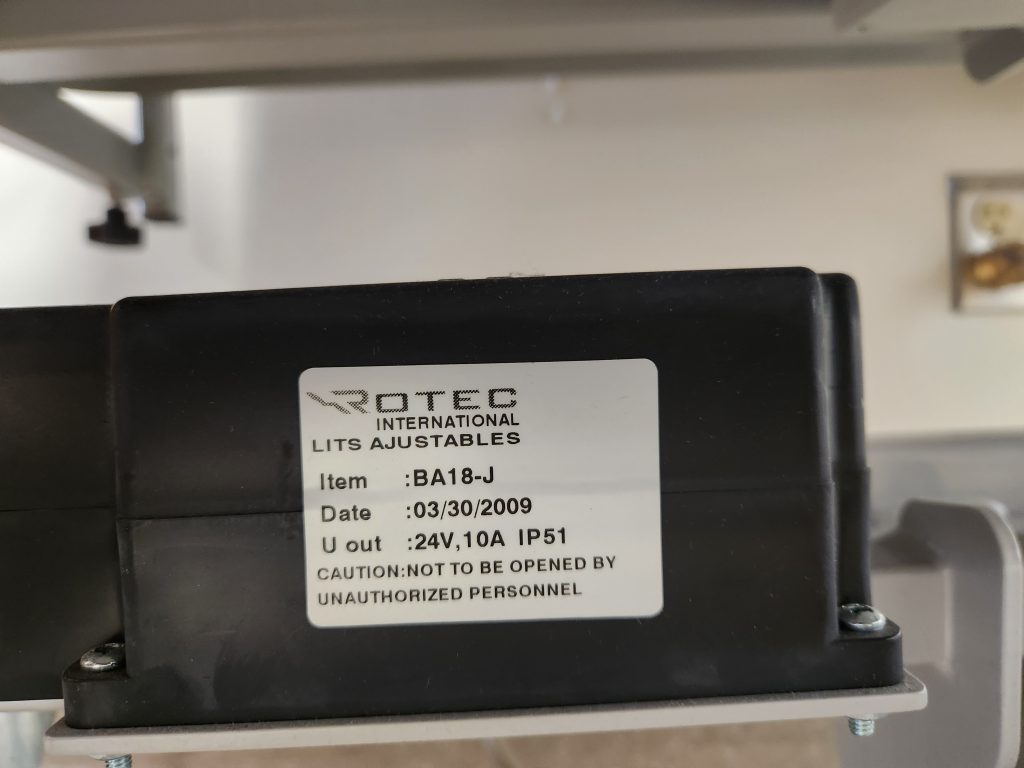 ROTEC
INTERNATIONAL
LITS AJUSTABLES
Item :BA18-J
Date :03/30/2009
U out :24V,10A IP51
CAUTION:NOT TO BE OPENED BY
UNAUTHORIZED PERSONNEL